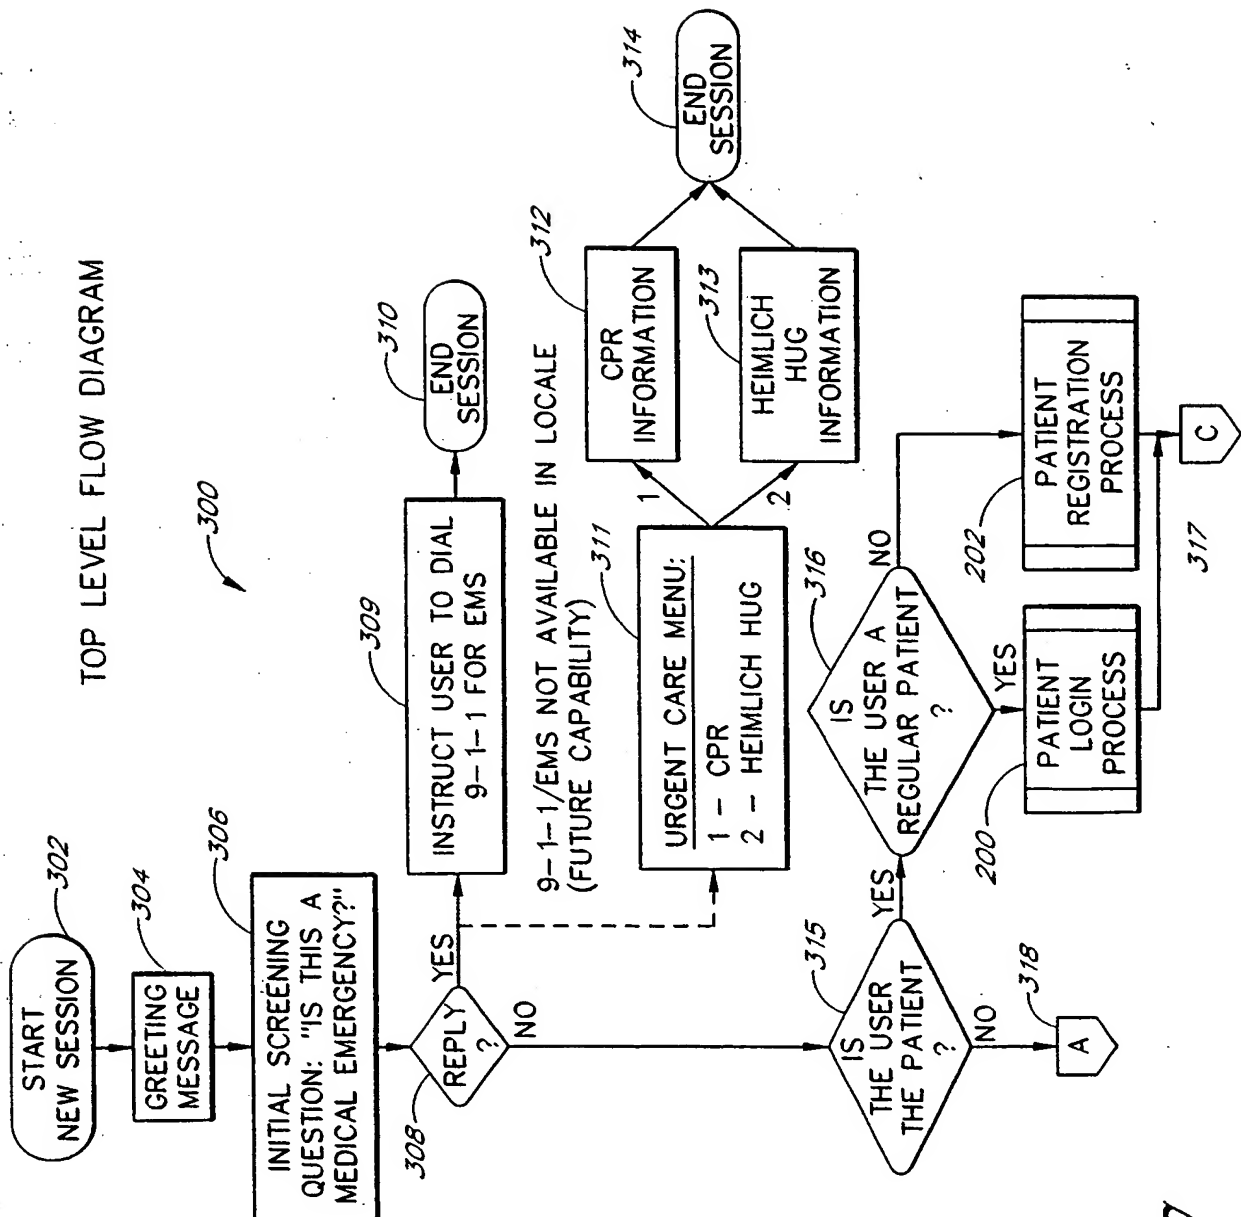 TOP LEVEL FLOW DIAGRAM
300
START
NEW SESSION
302
GREETING
MESSAGE
304
INITIAL SCREENING
QUESTION: "IS THIS A
MEDICAL EMERGENCY?"
306
REPLY
?
308
YES
NO
INSTRUCT USER TO DIAL
9-1-1 FOR EMS
309
END
SESSION
310
9-1-1/EMS NOT AVAILABLE IN LOCALE
(FUTURE CAPABILITY)
URGENT CARE MENU:
1 - CPR
2 - HEIMLICH HUG
311
1
2
CPR
INFORMATION
312
HEIMLICH
HUG
INFORMATION
313
END
SESSION
314
IS
THE USER
THE PATIENT
?
315
YES
NO
A
318
IS
THE USER A
REGULAR PATIENT
?
316
YES
NO
PATIENT
LOGIN
PROCESS
200
PATIENT
REGISTRATION
PROCESS
202
317
C